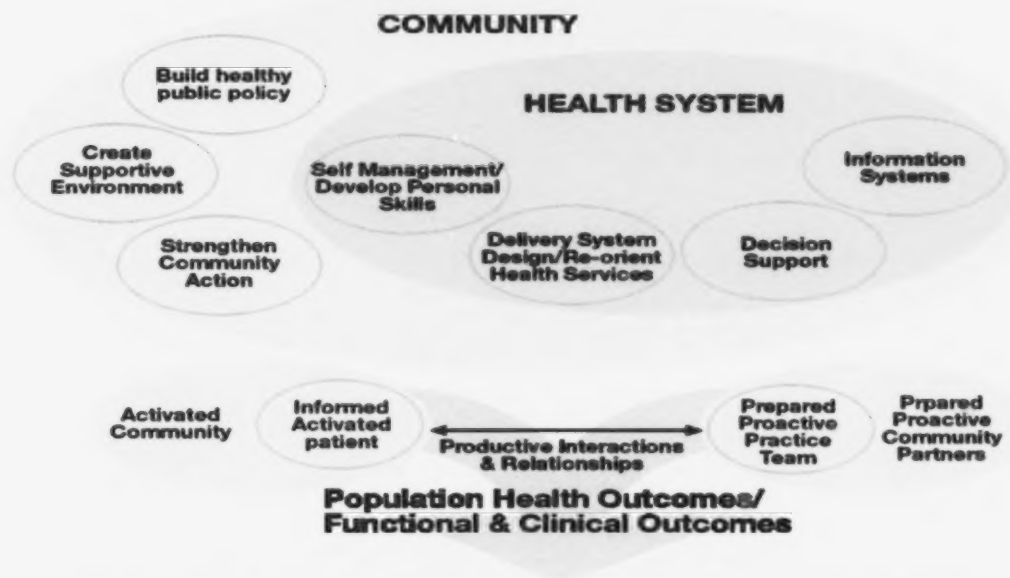 COMMUNITY
Build healthy
public policy
HEALTH SYSTEM
Create
Supportive
Environment
Self Management/
Develop Personal
Skills
Information
Systems
Strengthen
Community
Action
Delivery System
Design/Re-orient
Health Services
Decision
Support
Activated
Community
Informed
Activated
patient
Productive Interactions
& Relationships
Prepared
Proactive
Practice
Team
Prpared
Proactive
Community
Partners
Population Health Outcomes/
Functional & Clinical Outcomes